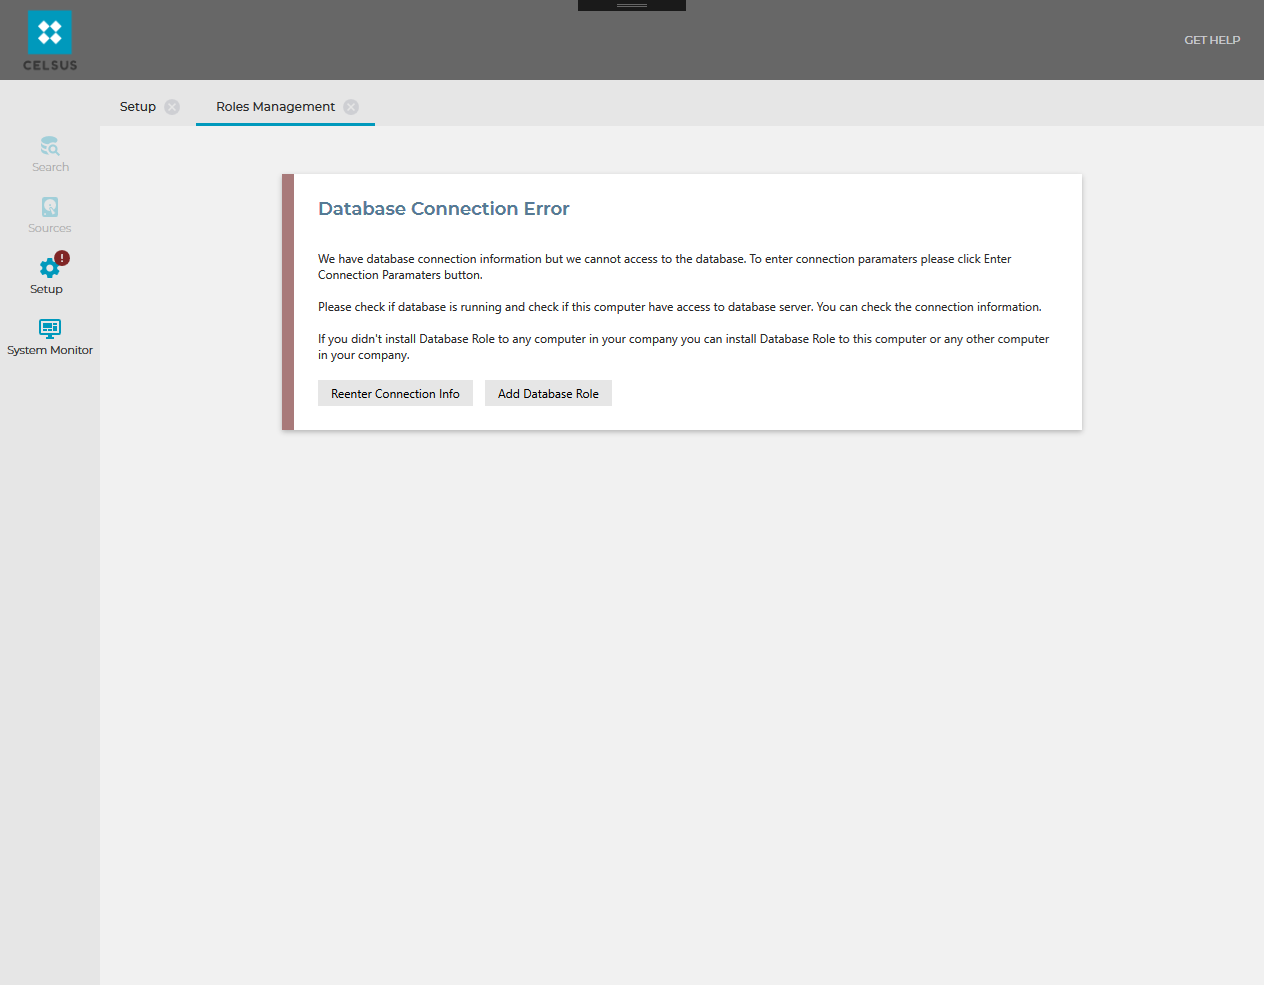 CELSUS
GET HELP
Setup
Roles Management
Search
Sources
!
Setup
System Monitor
Database Connection Error
We have database connection information but we cannot access to the database. To enter connection paramaters please click Enter
Connection Paramaters button.
Please check if database is running and check if this computer have access to database server. You can check the connection information.
If you didn't install Database Role to any computer in your company you can install Database Role to this computer or any other computer
in your company.
Reenter Connection Info
Add Database Role